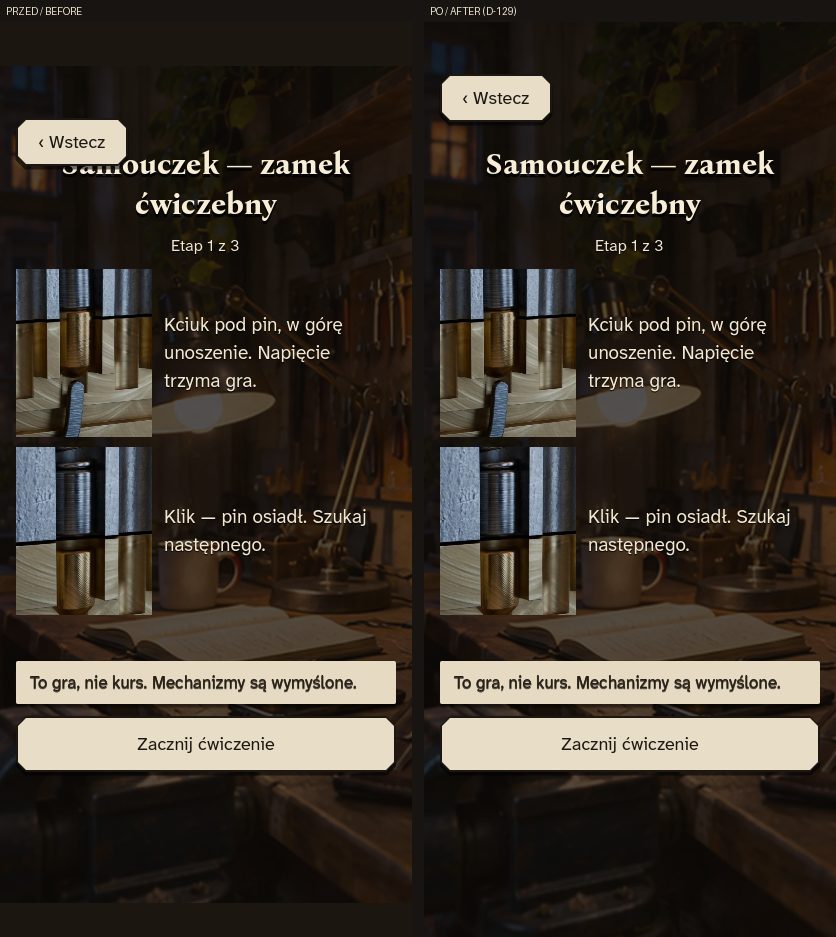 PRZED / BEFORE
‹ Wstecz
Samouczek — zamek
ćwiczebny
Etap 1 z 3
Kciuk pod pin, w górę
unoszenie. Napięcie
trzyma gra.
Klik — pin osiadł. Szukaj
następnego.
To gra, nie kurs. Mechanizmy są wymyślone.
Zacznij ćwiczenie
PO / AFTER (D-129)
‹ Wstecz
Samouczek — zamek
ćwiczebny
Etap 1 z 3
Kciuk pod pin, w górę
unoszenie. Napięcie
trzyma gra.
Klik — pin osiadł. Szukaj
następnego.
To gra, nie kurs. Mechanizmy są wymyślone.
Zacznij ćwiczenie